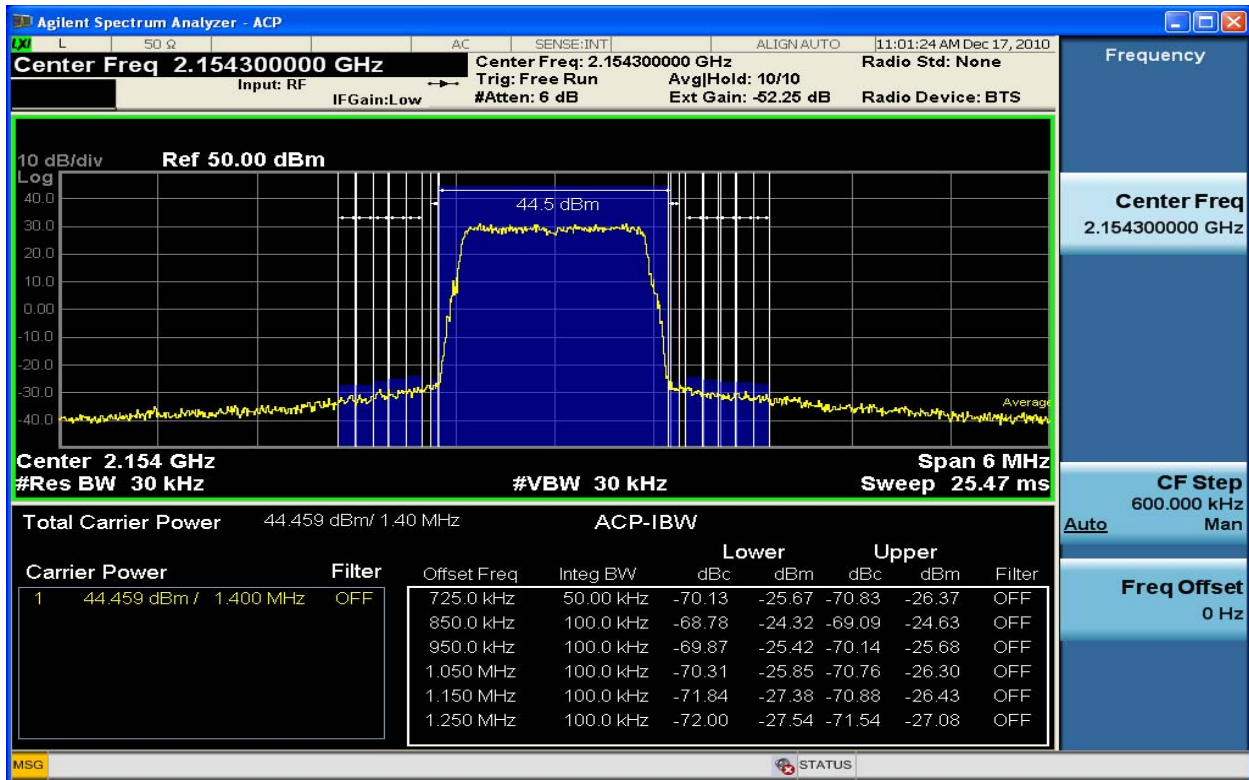 Agilent Spectrum Analyzer - ACP
LXI L 50 Ω AC SENSE:INT ALIGN AUTO 11:01:24 AM Dec 17, 2010
Center Freq 2.154300000 GHz
Input: RF
IFGain:Low
Center Freq: 2.154300000 GHz
Trig: Free Run Avg|Hold: 10/10
#Atten: 6 dB Ext Gain: -52.25 dB
Radio Std: None
Radio Device: BTS
10 dB/div Ref 50.00 dBm
Log
40.0
30.0
20.0
10.0
0.00
-10.0
-20.0
-30.0
-40.0
44.5 dBm
Average
Center 2.154 GHz Span 6 MHz
#Res BW 30 kHz #VBW 30 kHz Sweep 25.47 ms
Total Carrier Power 44.459 dBm/ 1.40 MHz ACP-IBW
Lower Upper
Carrier Power Filter
Offset Freq Integ BW dBc dBm dBc dBm Filter
1 44.459 dBm / 1.400 MHz OFF
725.0 kHz 50.00 kHz -70.13 -25.67 -70.83 -26.37 OFF
850.0 kHz 100.0 kHz -68.78 -24.32 -69.09 -24.63 OFF
950.0 kHz 100.0 kHz -69.87 -25.42 -70.14 -25.68 OFF
1.050 MHz 100.0 kHz -70.31 -25.85 -70.76 -26.30 OFF
1.150 MHz 100.0 kHz -71.84 -27.38 -70.88 -26.43 OFF
1.250 MHz 100.0 kHz -72.00 -27.54 -71.54 -27.08 OFF
Frequency
Center Freq
2.154300000 GHz
CF Step
600.000 kHz
Auto Man
Freq Offset
0 Hz
MSG STATUS